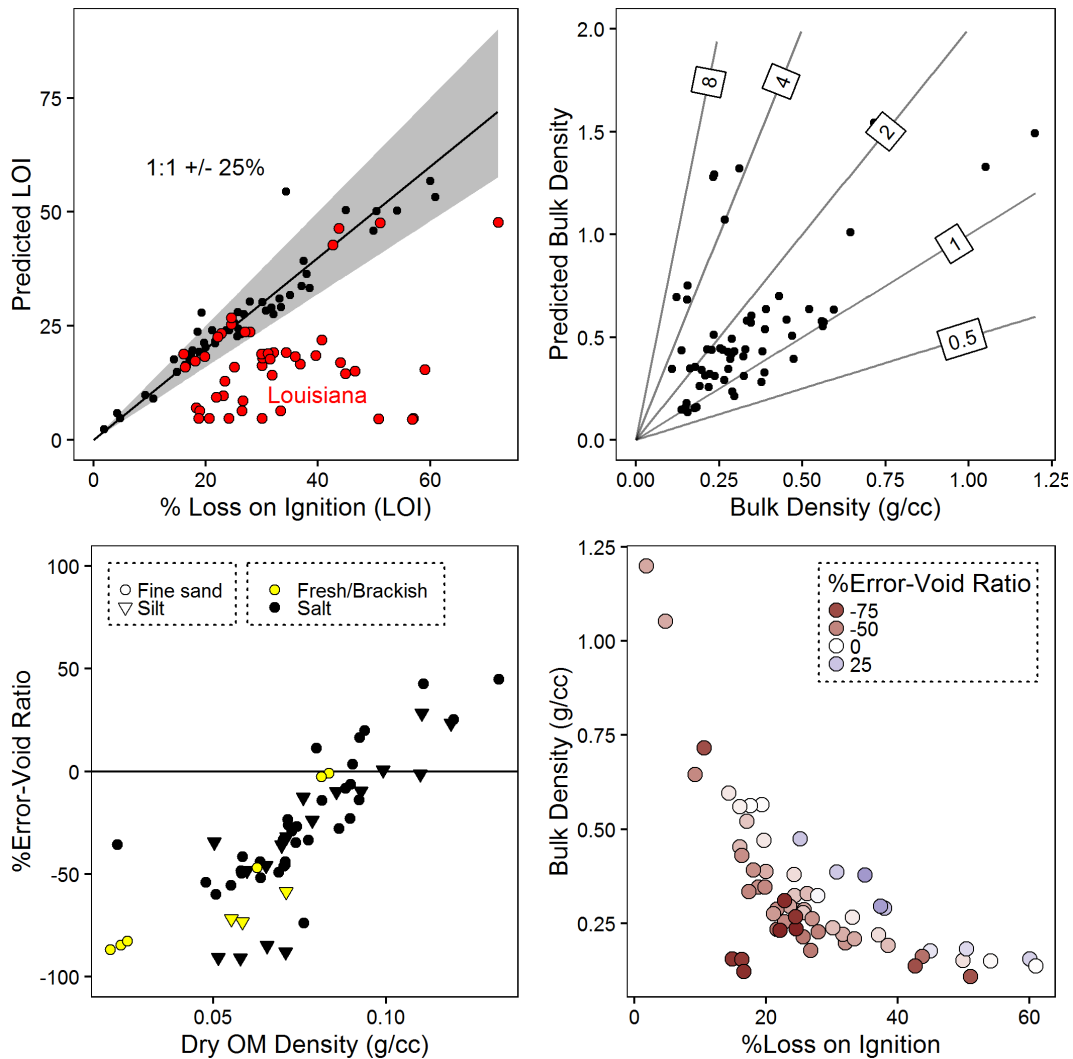 75
50
25
0
Predicted LOI
1:1 +/- 25%
Louisiana
0 20 40 60
% Loss on Ignition (LOI)
2.0
1.5
1.0
0.5
0.0
Predicted Bulk Density
8
4
2
1
0.5
0.00 0.25 0.50 0.75 1.00 1.25
Bulk Density (g/cc)
100
50
0
-50
-100
%Error-Void Ratio
Fine sand
Silt
Fresh/Brackish
Salt
0.05 0.10
Dry OM Density (g/cc)
1.25
1.00
0.75
0.50
0.25
Bulk Density (g/cc)
%Error-Void Ratio
-75
-50
0
25
0 20 40 60
%Loss on Ignition